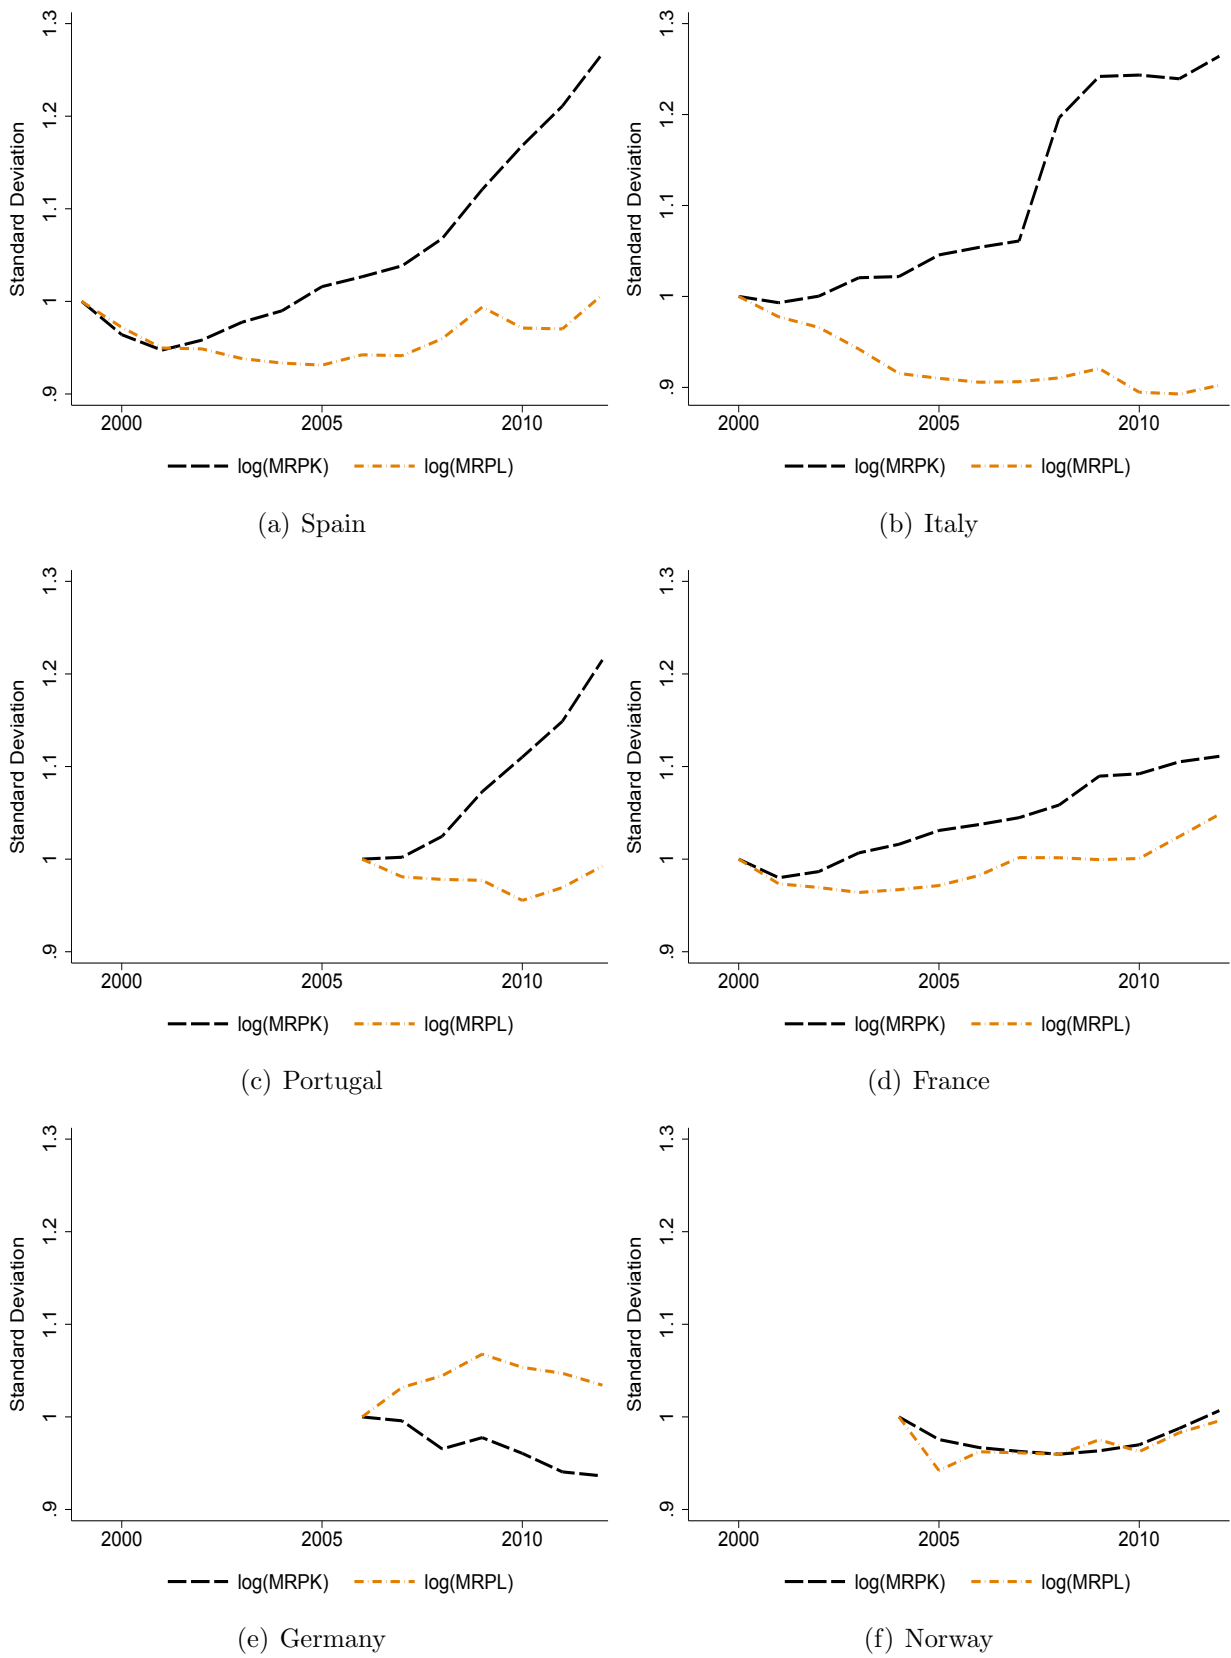 Standard Deviation
1.3
1.2
1.1
1
.9
2000 2005 2010
log(MRPK) log(MRPL)
(a) Spain
Standard Deviation
1.3
1.2
1.1
1
.9
2000 2005 2010
log(MRPK) log(MRPL)
(b) Italy
Standard Deviation
1.3
1.2
1.1
1
.9
2000 2005 2010
log(MRPK) log(MRPL)
(c) Portugal
Standard Deviation
1.3
1.2
1.1
1
.9
2000 2005 2010
log(MRPK) log(MRPL)
(d) France
Standard Deviation
1.3
1.2
1.1
1
.9
2000 2005 2010
log(MRPK) log(MRPL)
(e) Germany
Standard Deviation
1.3
1.2
1.1
1
.9
2000 2005 2010
log(MRPK) log(MRPL)
(f) Norway